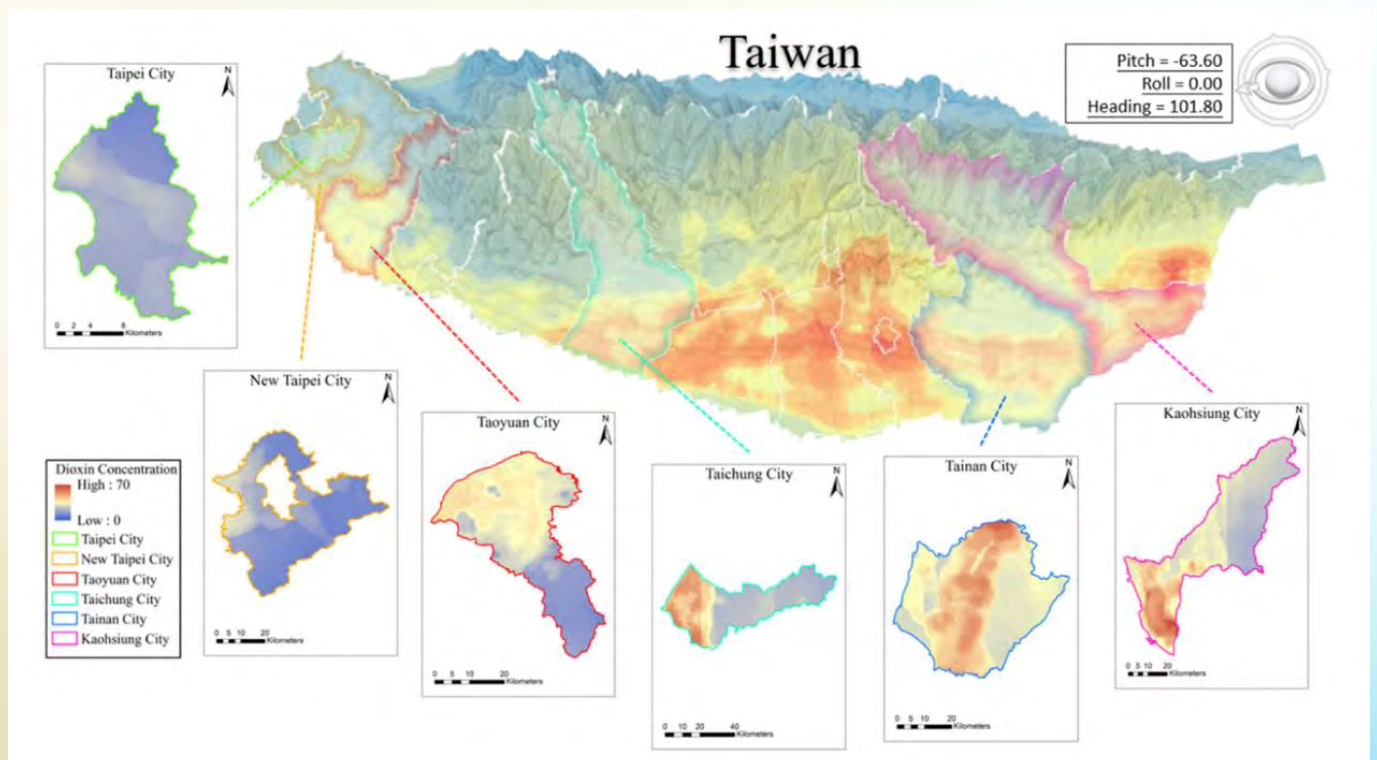 Taiwan
Pitch = -63.60
Roll = 0.00
Heading = 101.80
Taipei City
N
0 2 4 8
Kilometers
New Taipei City
N
0 5 10 20
Kilometers
Taoyuan City
N
0 5 10 20
Kilometers
Taichung City
N
0 10 20 40
Kilometers
Tainan City
N
0 5 10 20
Kilometers
Kaohsiung City
N
0 5 10 20
Kilometers
Dioxin Concentration
High : 70
Low : 0
Taipei City
New Taipei City
Taoyuan City
Taichung City
Tainan City
Kaohsiung City